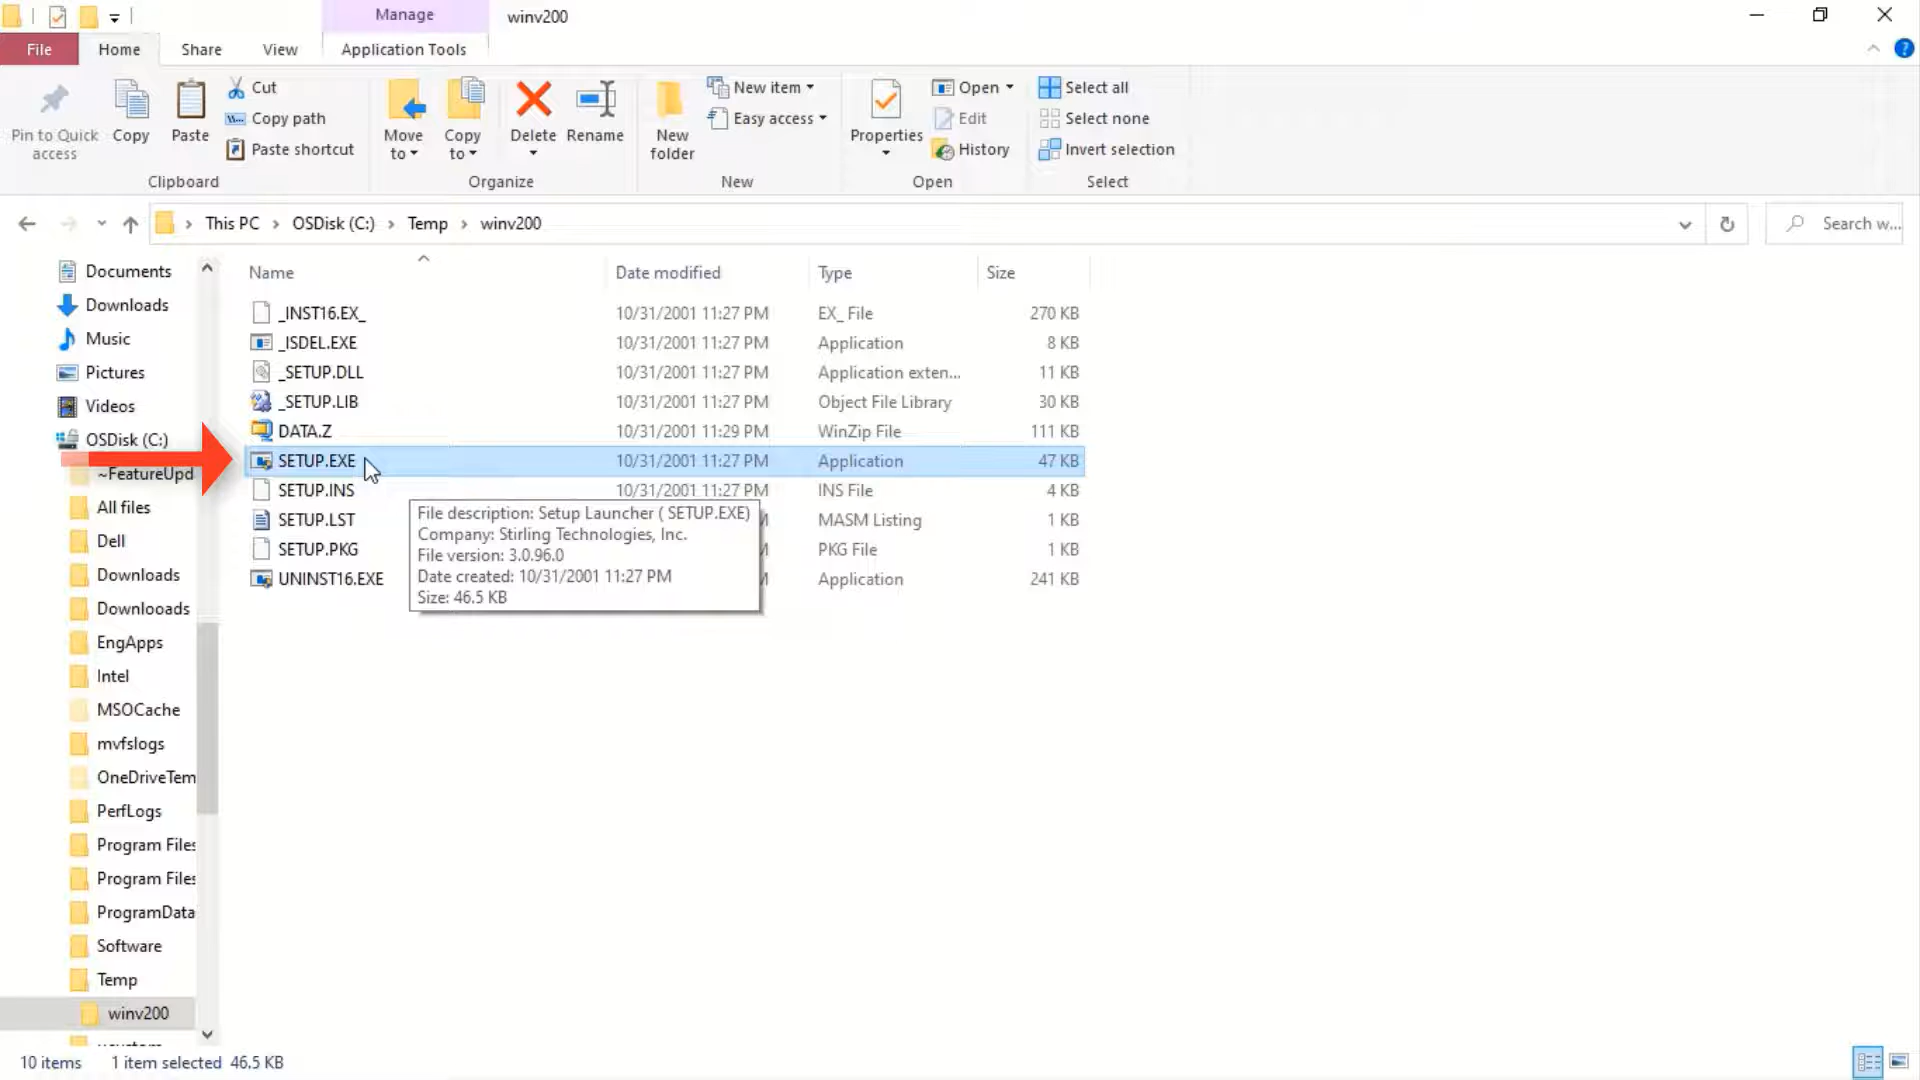 Manage
winv200
File
Home
Share
View
Application Tools
Pin to Quick
access
Copy
Paste
Cut
Copy path
Paste shortcut
Clipboard
Move
to
Copy
to
Delete
Rename
Organize
New
folder
New item
Easy access
New
Properties
Open
Edit
History
Open
Select all
Select none
Invert selection
Select
This PC > OSDisk (C:) > Temp > winv200
Search w...
Documents
Downloads
Music
Pictures
Videos
OSDisk (C:)
~FeatureUpd
All files
Dell
Downloads
Downlooads
EngApps
Intel
MSOCache
mvfslogs
OneDriveTem
PerfLogs
Program Files
Program Files
ProgramData
Software
Temp
winv200
Name Date modified Type Size
_INST16.EX_ 10/31/2001 11:27 PM EX_ File 270 KB
_ISDEL.EXE 10/31/2001 11:27 PM Application 8 KB
_SETUP.DLL 10/31/2001 11:27 PM Application exten... 11 KB
_SETUP.LIB 10/31/2001 11:27 PM Object File Library 30 KB
DATA.Z 10/31/2001 11:29 PM WinZip File 111 KB
SETUP.EXE 10/31/2001 11:27 PM Application 47 KB
SETUP.INS 10/31/2001 11:27 PM INS File 4 KB
SETUP.LST MASM Listing 1 KB
SETUP.PKG PKG File 1 KB
UNINST16.EXE Application 241 KB
File description: Setup Launcher ( SETUP.EXE)
Company: Stirling Technologies, Inc.
File version: 3.0.96.0
Date created: 10/31/2001 11:27 PM
Size: 46.5 KB
10 items 1 item selected 46.5 KB